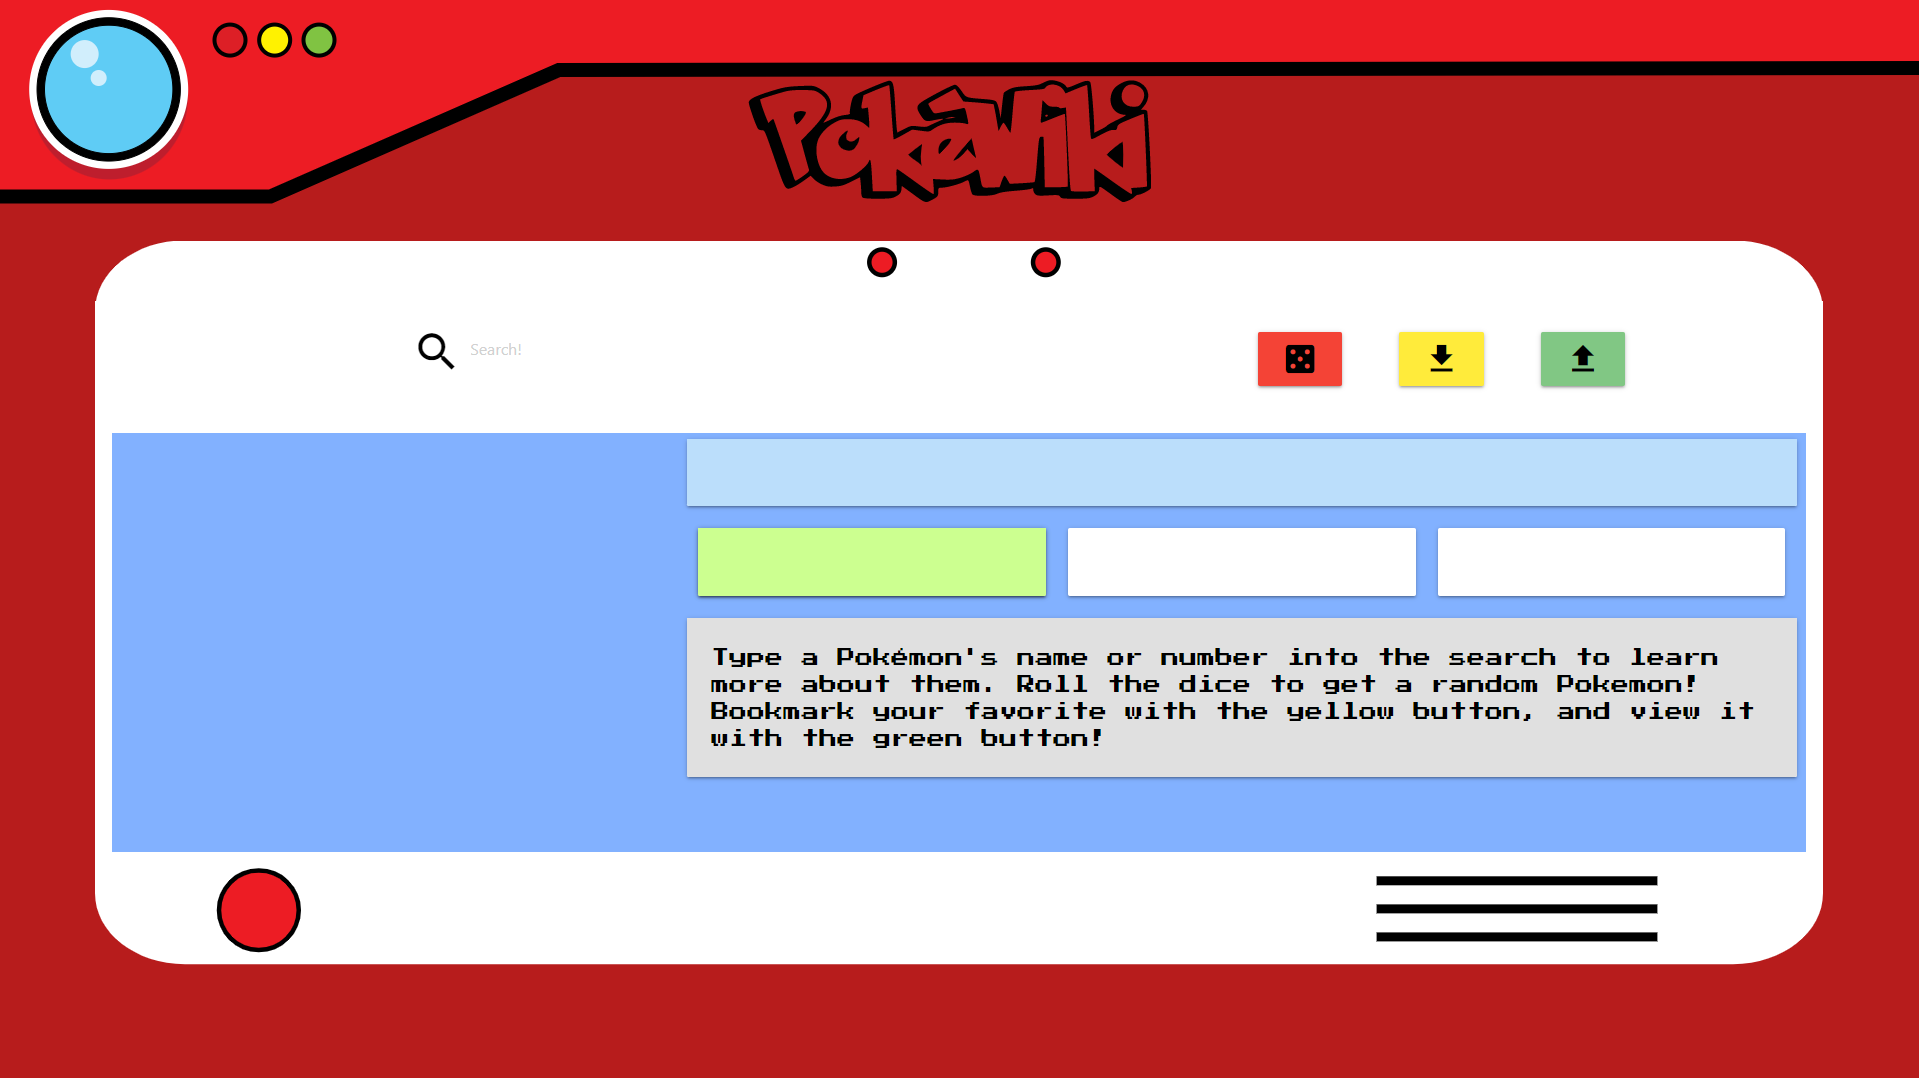 PokéWiki
Search!
Type a Pokémon's name or number into the search to learn
more about them. Roll the dice to get a random Pokemon!
Bookmark your favorite with the yellow button, and view it
with the green button!